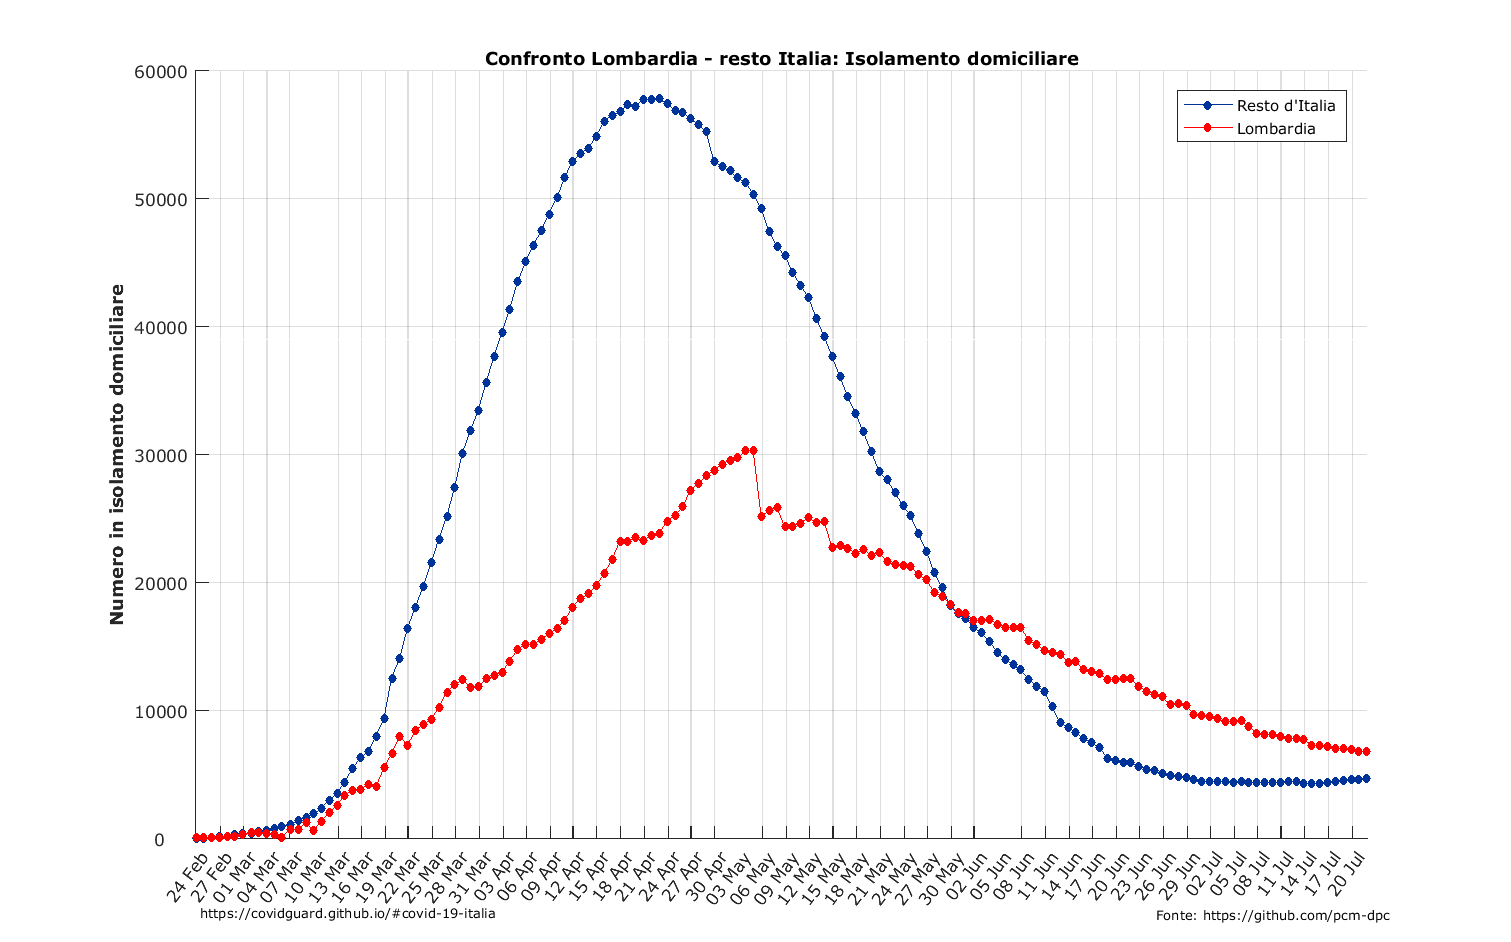 Confronto Lombardia - resto Italia: Isolamento domiciliare
Resto d'Italia
Lombardia
Numero in isolamento domiciliare
60000
50000
40000
30000
20000
10000
0
24 Feb
27 Feb
01 Mar
04 Mar
07 Mar
10 Mar
13 Mar
16 Mar
19 Mar
22 Mar
25 Mar
28 Mar
31 Mar
03 Apr
06 Apr
09 Apr
12 Apr
15 Apr
18 Apr
21 Apr
24 Apr
27 Apr
30 Apr
03 May
06 May
09 May
12 May
15 May
18 May
21 May
24 May
27 May
30 May
02 Jun
05 Jun
08 Jun
11 Jun
14 Jun
17 Jun
20 Jun
23 Jun
26 Jun
29 Jun
02 Jul
05 Jul
08 Jul
11 Jul
14 Jul
17 Jul
20 Jul
https://covidguard.github.io/#covid-19-italia
Fonte: https://github.com/pcm-dpc